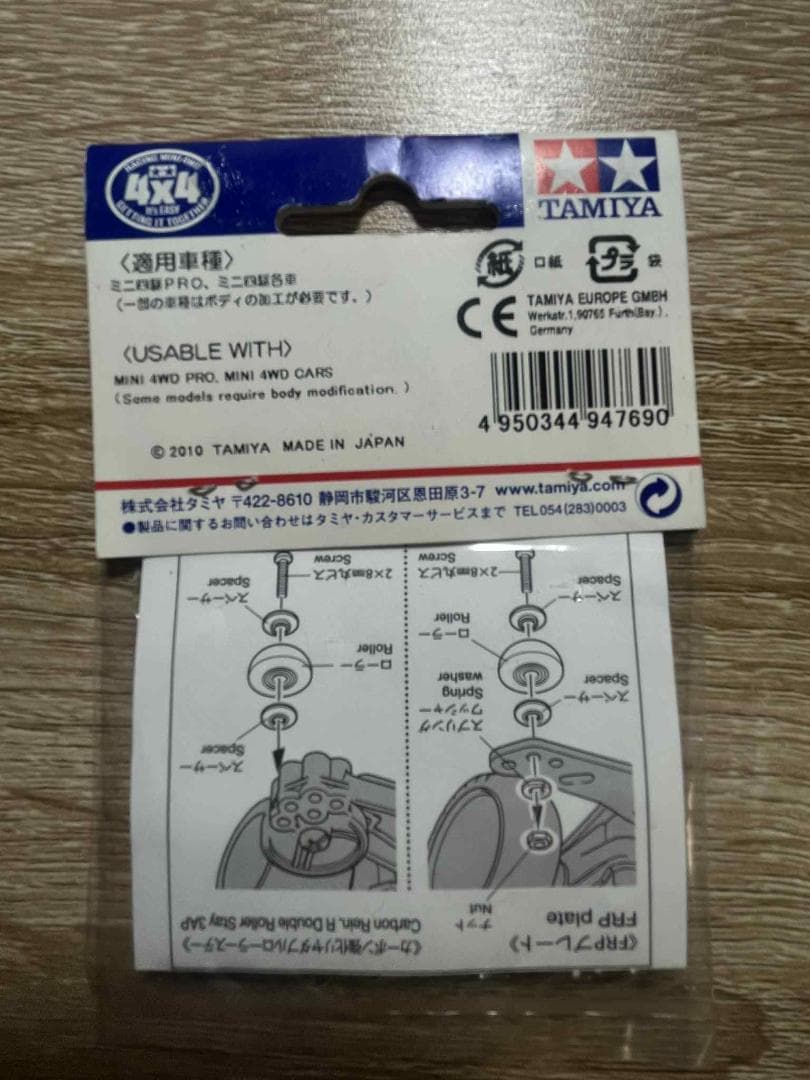 RACING MINI 4WD
4x4
It's EASY
GETTING IT TOGETHER
TAMIYA
〈適用車種〉
ミニ四駆PRO、ミニ四駆各車
(一部の車種はボディの加工が必要です。)
〈USABLE WITH〉
MINI 4WD PRO, MINI 4WD CARS
(Some models require body modification. )
© 2010 TAMIYA MADE IN JAPAN
紙 口紙
プラ 袋
CE
TAMIYA EUROPE GMBH
Werkstr.1,90765 Fürth(Bay.),
Germany
4 950344 947690
株式会社タミヤ 〒422-8610 静岡市駿河区恩田原3-7 www.tamiya.com
●製品に関するお問い合わせはタミヤ・カスタマーサービスまで TEL054(283)0003
《FRPプレート》
FRP plate
ナット
Nut
スプリング
ワッシャー
Spring
washer
スペーサー
Spacer
ローラー
Roller
スペーサー
Spacer
2×8mm丸ビス
Screw
《カーボン強化リヤダブルローラーステー》
Carbon Rein. R Double Roller Stay 3AP
スペーサー
Spacer
ローラー
Roller
スペーサー
Spacer
2×8mm丸ビス
Screw